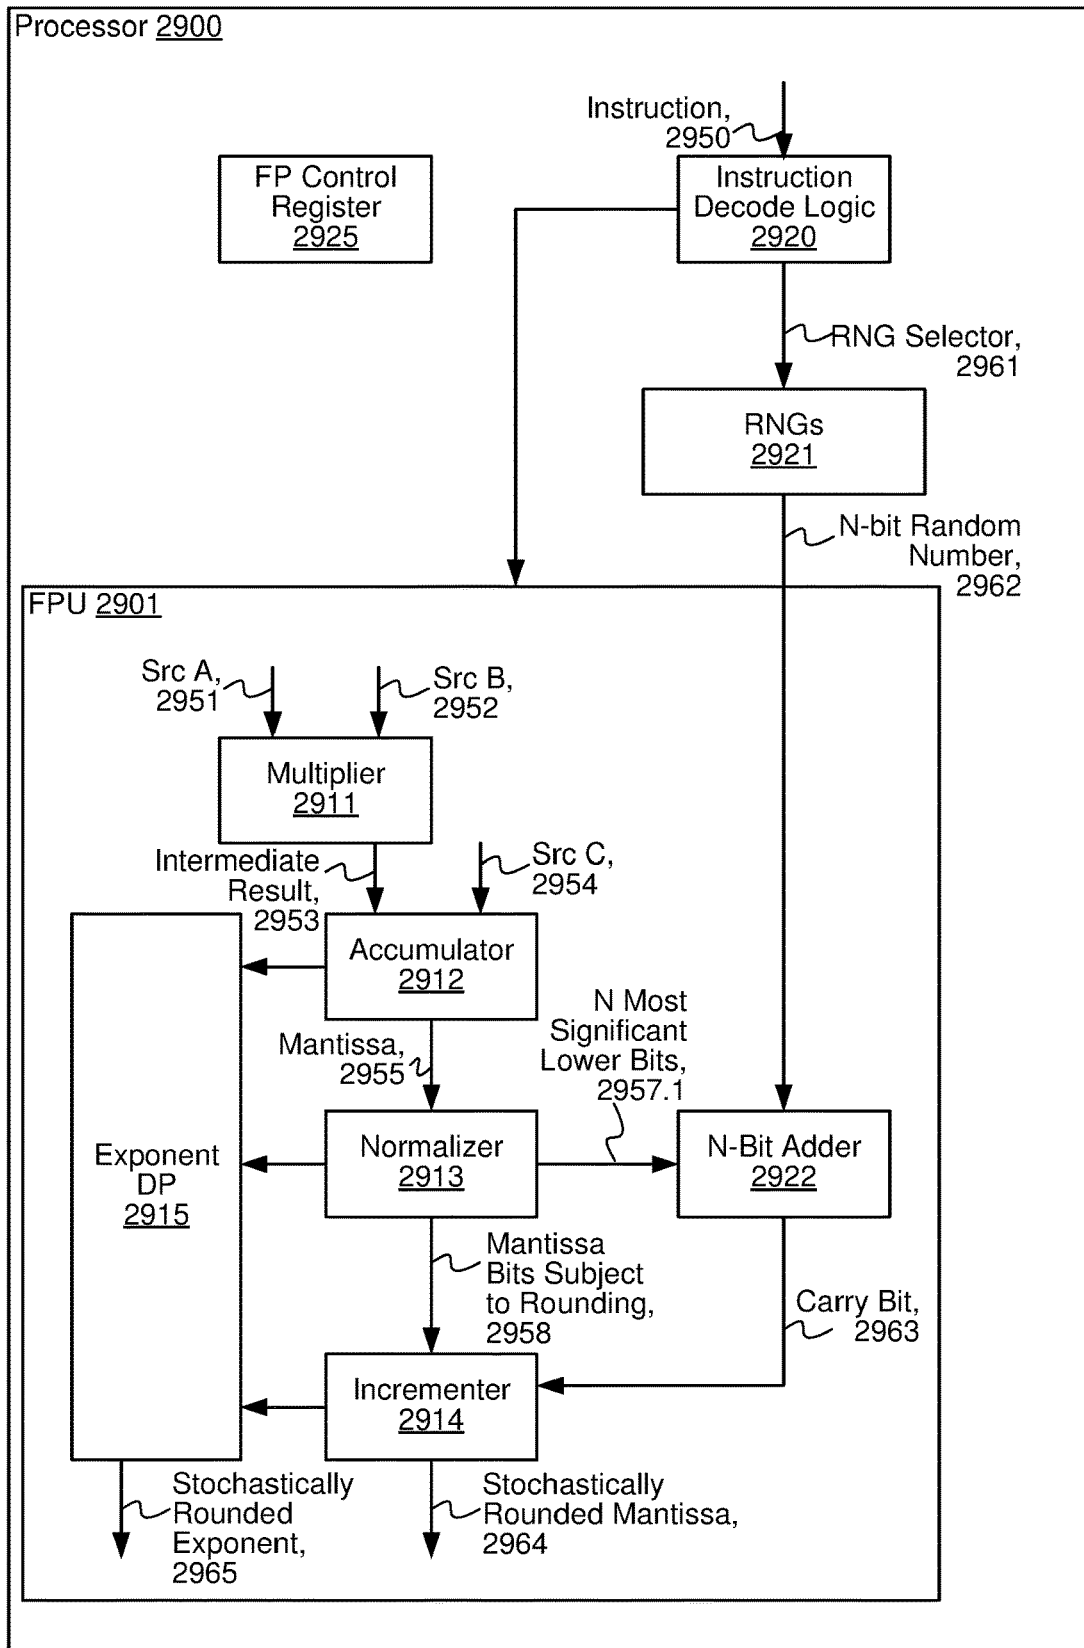 Processor 2900
Instruction,
2950
FP Control
Register
2925
Instruction
Decode Logic
2920
RNG Selector,
2961
RNGs
2921
N-bit Random
Number,
2962
FPU 2901
Src A,
2951
Src B,
2952
Multiplier
2911
Intermediate
Result,
2953
Src C,
2954
Accumulator
2912
N Most
Significant
Lower Bits,
2957.1
Mantissa,
2955
Exponent
DP
2915
Normalizer
2913
N-Bit Adder
2922
Mantissa
Bits Subject
to Rounding,
2958
Carry Bit,
2963
Incrementer
2914
Stochastically
Rounded
Exponent,
2965
Stochastically
Rounded Mantissa,
2964